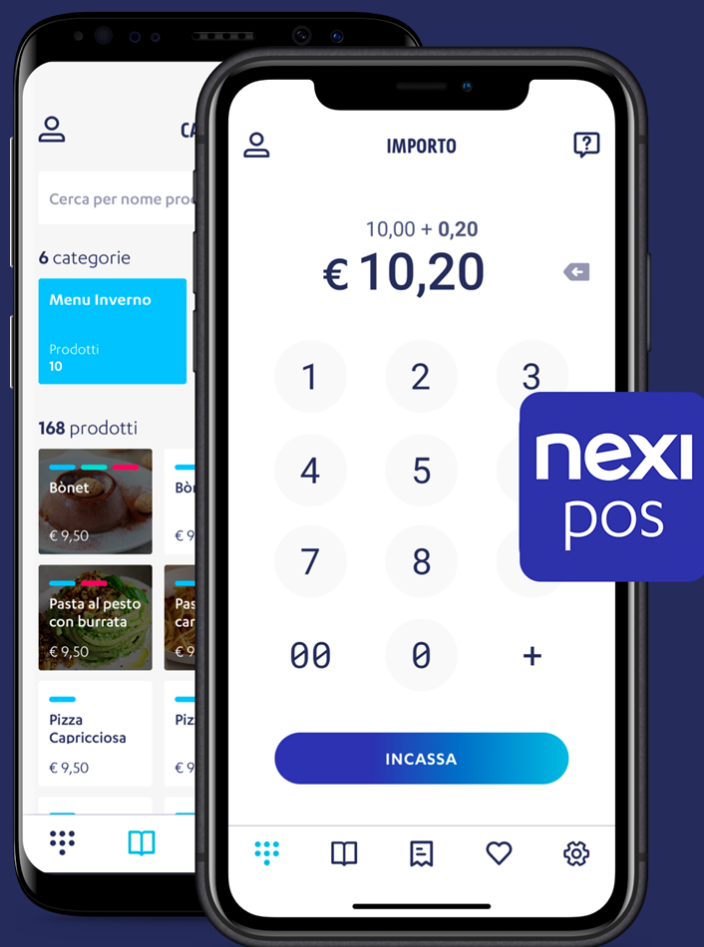 Cerca per nome
6 categorie
Menu Inverno
Prodotti
10
168 prodotti
Bònet
€ 9,50
Pasta al pesto
con burrata
€ 9,50
Pizza
Capricciosa
€ 9,50
IMPORTO
?
10,00 + 0,20
€ 10,20
1
2
3
4
5
7
8
00
0
+
INCASSA
nexi
pos